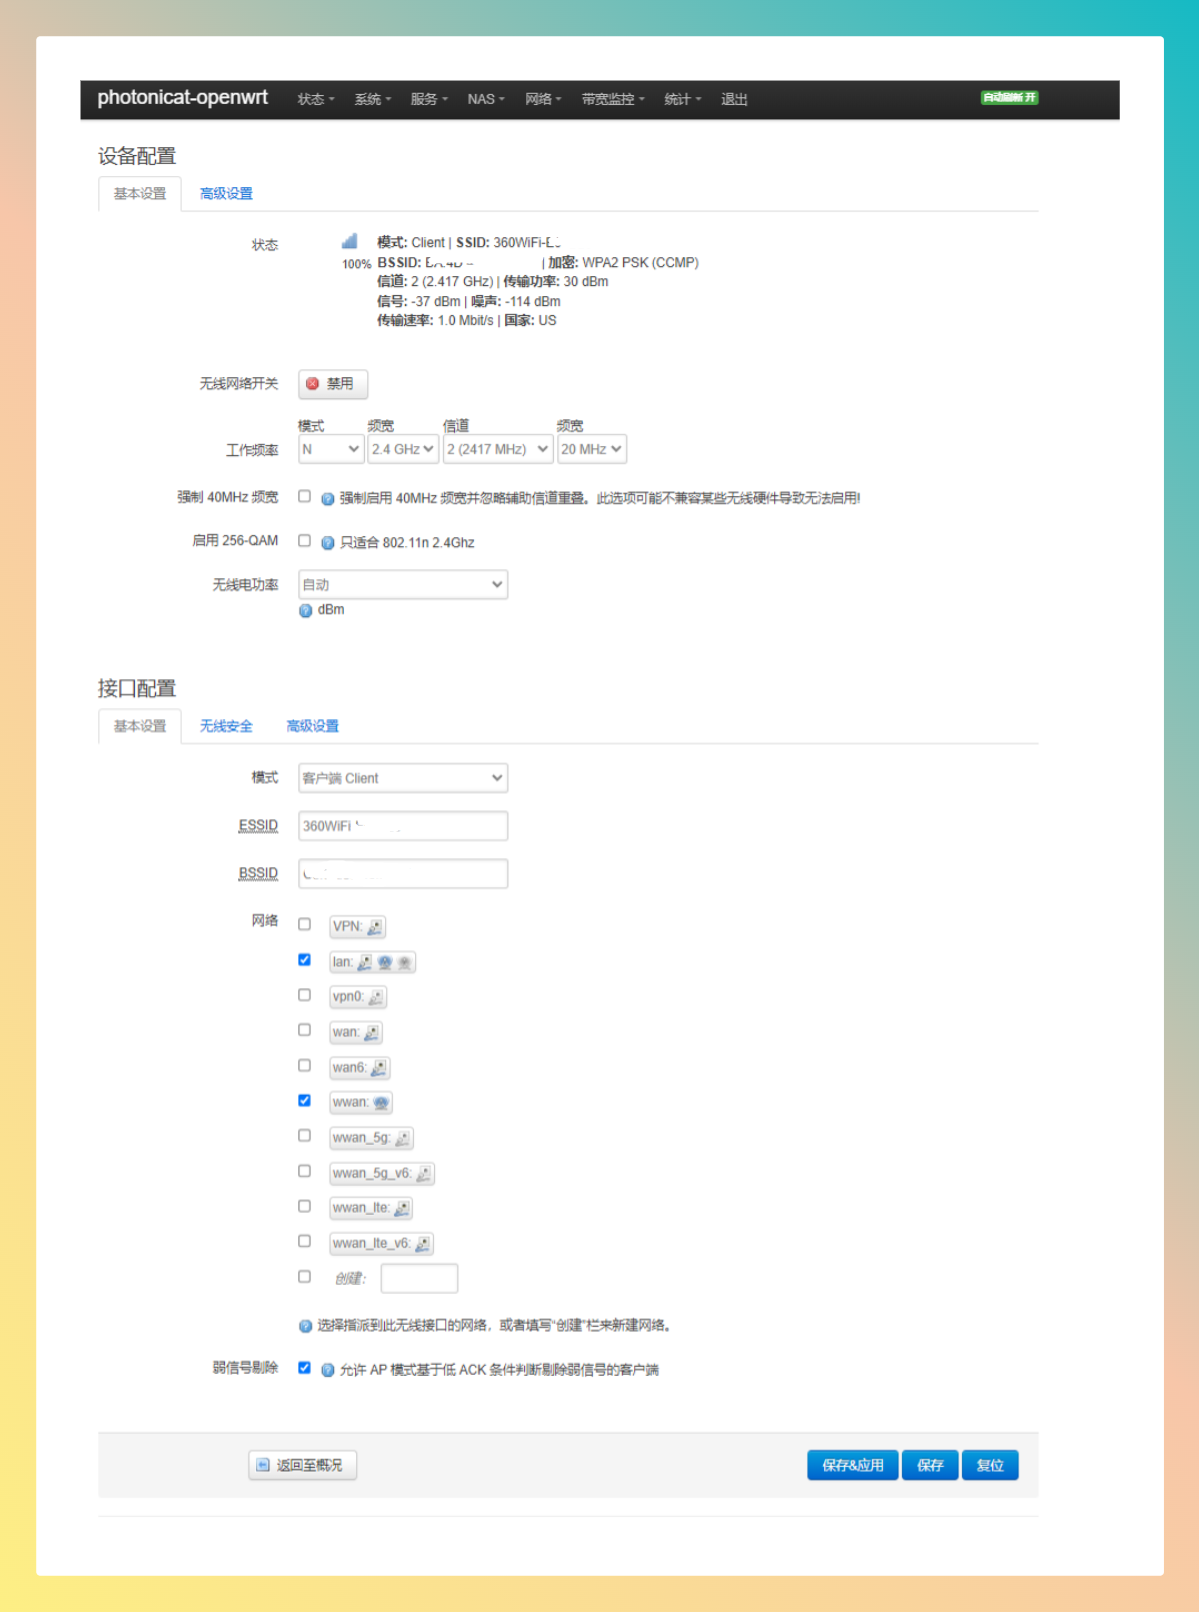 photonicat-openwrt 状态 系统 服务 NAS 网络 带宽监控 统计 退出 自动刷新 开
设备配置
基本设置 高级设置
状态
模式: Client | SSID: 360WiFi-
100% BSSID: | 加密: WPA2 PSK (CCMP)
信道: 2 (2.417 GHz) | 传输功率: 30 dBm
信号: -37 dBm | 噪声: -114 dBm
传输速率: 1.0 Mbit/s | 国家: US
无线网络开关 禁用
模式 频宽 信道 频宽
工作频率 N 2.4 GHz 2 (2417 MHz) 20 MHz
强制 40MHz 频宽 强制启用 40MHz 频宽并忽略辅助信道重叠。此选项可能不兼容某些无线硬件导致无法启用!
启用 256-QAM 只适合 802.11n 2.4Ghz
无线电功率 自动
dBm
接口配置
基本设置 无线安全 高级设置
模式 客户端 Client
ESSID 360WiFi
BSSID
网络 VPN:
lan:
vpn0:
wan:
wan6:
wwan:
wwan_5g:
wwan_5g_v6:
wwan_lte:
wwan_lte_v6:
创建:
选择指派到此无线接口的网络，或者填写"创建"栏来新建网络。
弱信号剔除 允许 AP 模式基于低 ACK 条件判断剔除弱信号的客户端
返回至概况 保存&应用 保存 复位